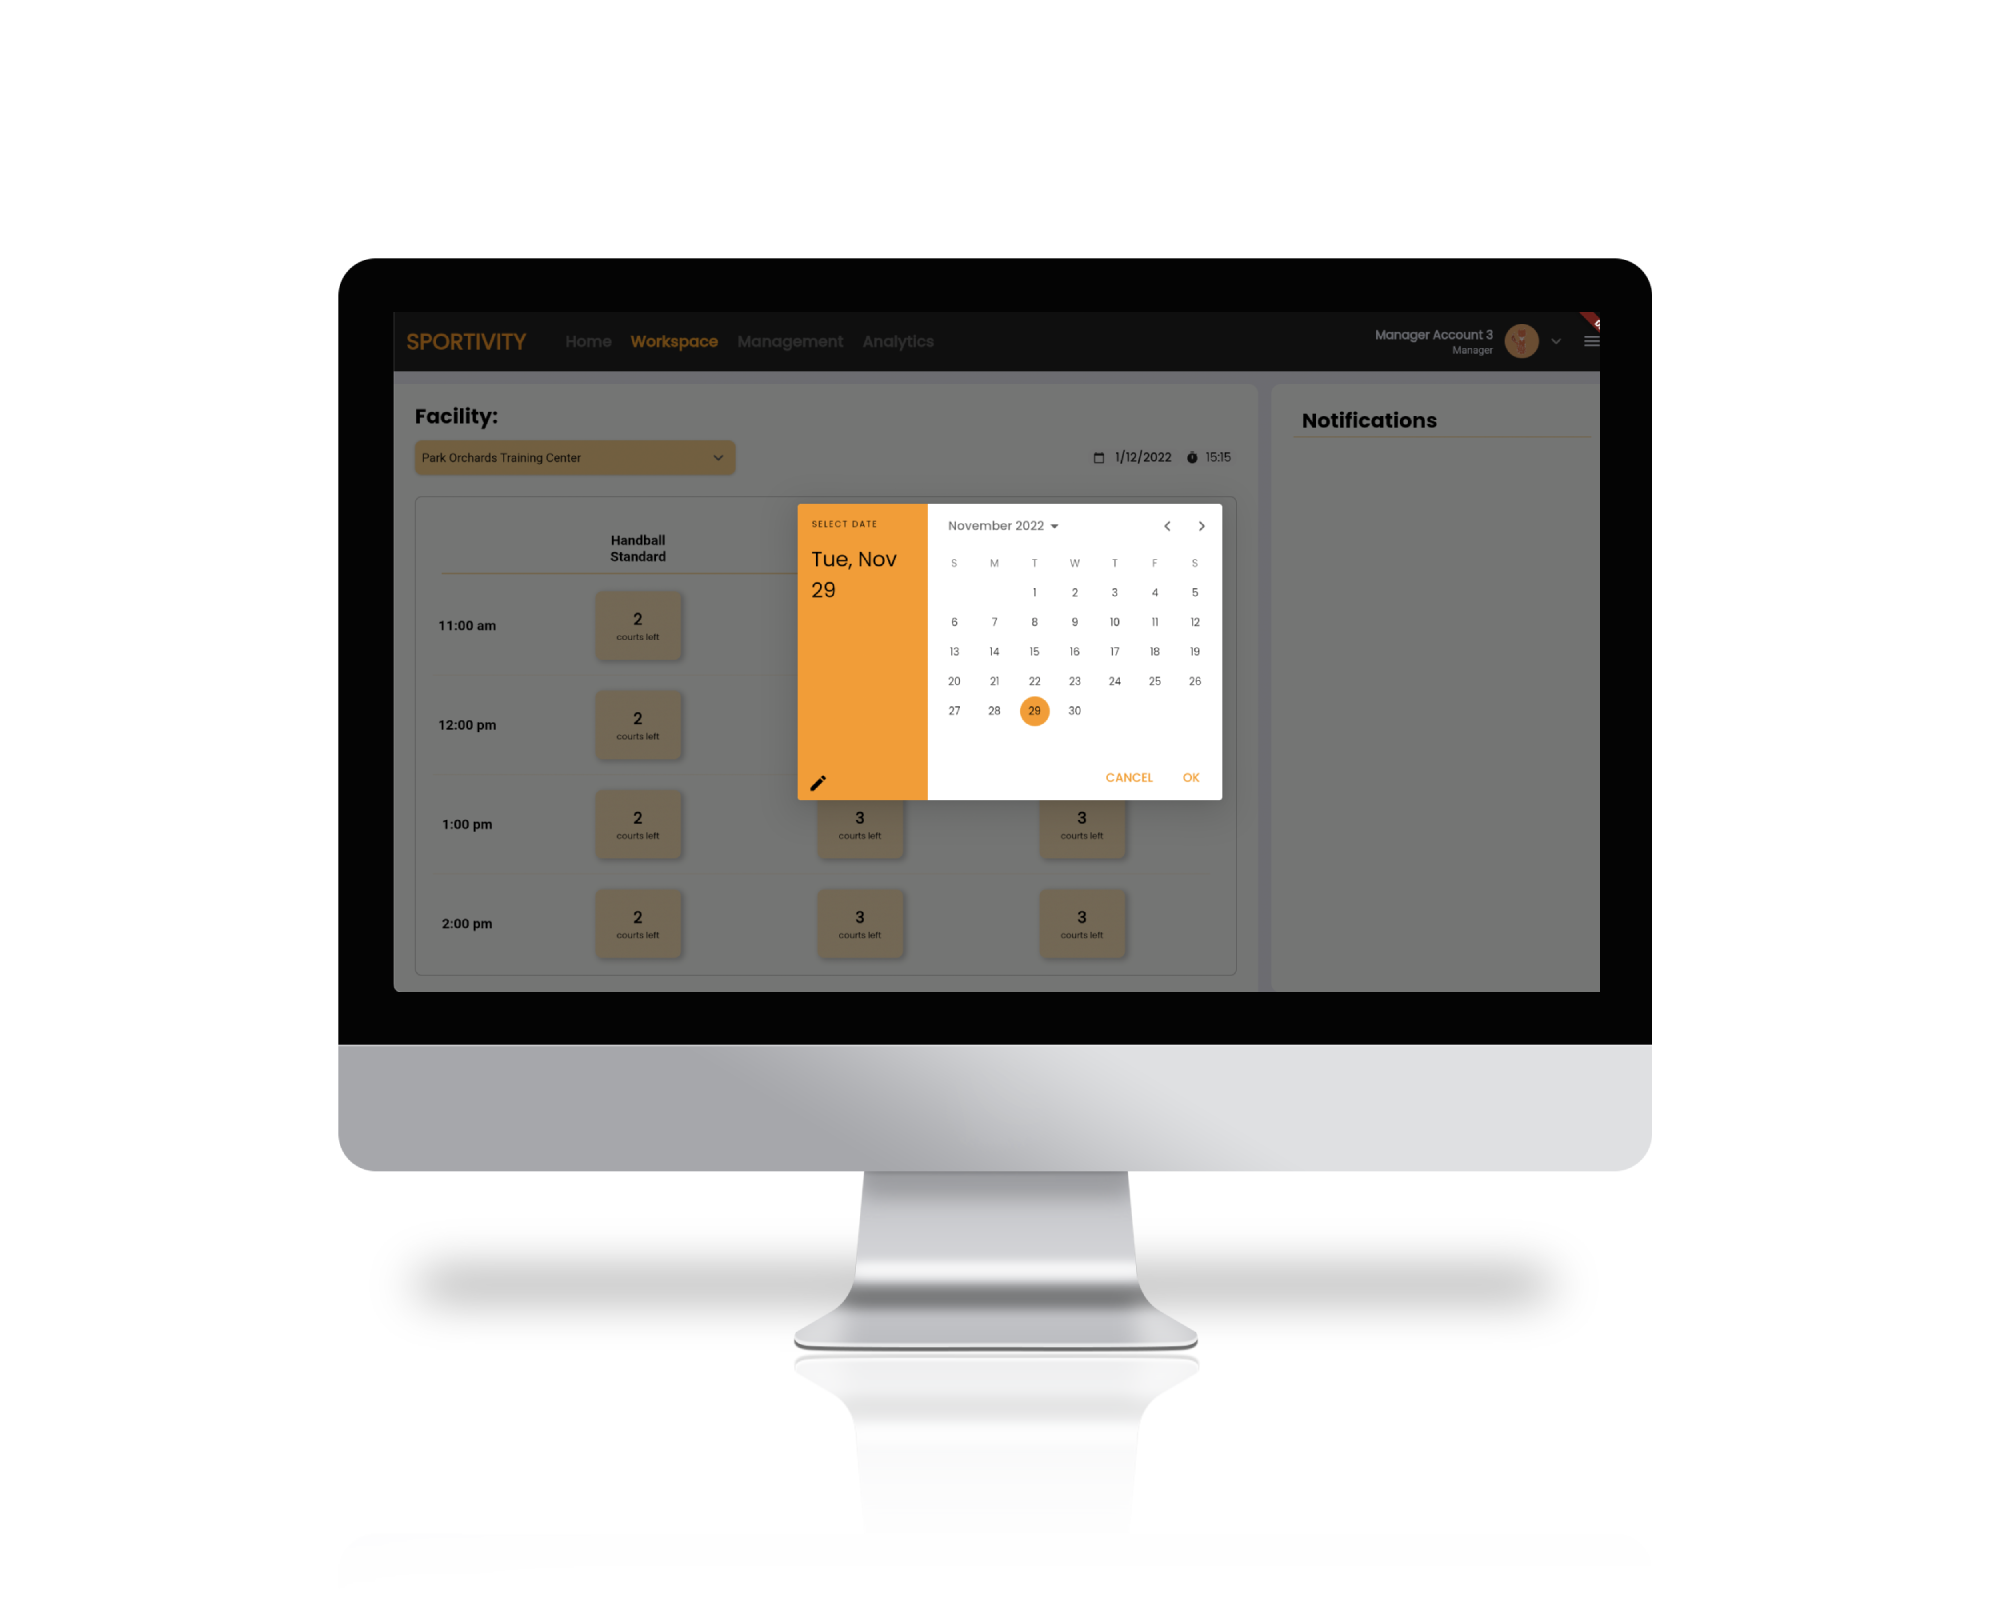 SPORTIVITY Home Workspace Management Analytics
Manager Account 3
Manager
Facility:
Park Orchards Training Center
1/12/2022 15:15
Notifications
Handball
Standard
11:00 am
2
courts left
12:00 pm
2
courts left
1:00 pm
2
courts left
3
courts left
3
courts left
2:00 pm
2
courts left
3
courts left
3
courts left
SELECT DATE
Tue, Nov
29
November 2022
S M T W T F S
1 2 3 4 5
6 7 8 9 10 11 12
13 14 15 16 17 18 19
20 21 22 23 24 25 26
27 28 29 30
CANCEL OK